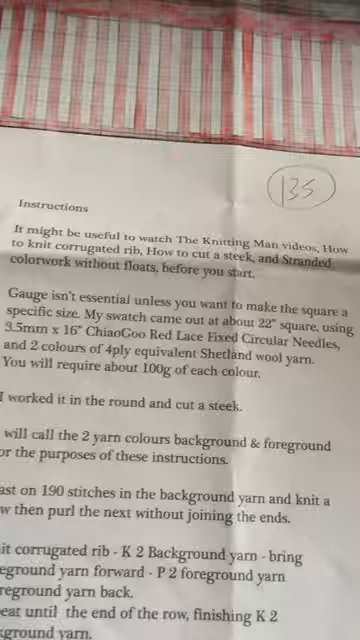 135
Instructions
It might be useful to watch The Knitting Man videos, How
to knit corrugated rib, How to cut a steek, and Stranded
colorwork without floats, before you start.
Gauge isn't essential unless you want to make the square a
specific size. My swatch came out at about 22" square, using
3.5mm x 16" ChiaoGoo Red Lace Fixed Circular Needles,
and 2 colours of 4ply equivalent Shetland wool yarn.
You will require about 100g of each colour.
I worked it in the round and cut a steek.
will call the 2 yarn colours background & foreground
or the purposes of these instructions.
ast on 190 stitches in the background yarn and knit a
w then purl the next without joining the ends.
it corrugated rib - K 2 Background yarn - bring
eground yarn forward - P 2 foreground yarn
reground yarn back.
eat until the end of the row, finishing K 2
kground yarn.